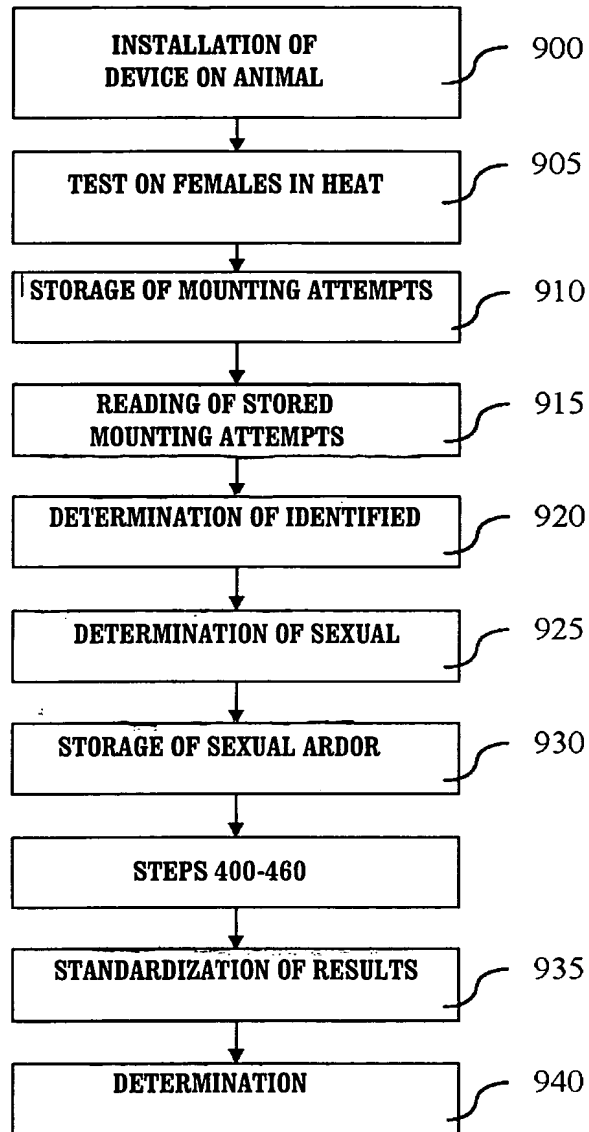 INSTALLATION OF
DEVICE ON ANIMAL
900
TEST ON FEMALES IN HEAT
905
STORAGE OF MOUNTING ATTEMPTS
910
READING OF STORED
MOUNTING ATTEMPTS
915
DETERMINATION OF IDENTIFIED
920
DETERMINATION OF SEXUAL
925
STORAGE OF SEXUAL ARDOR
930
STEPS 400-460
STANDARDIZATION OF RESULTS
935
DETERMINATION
940